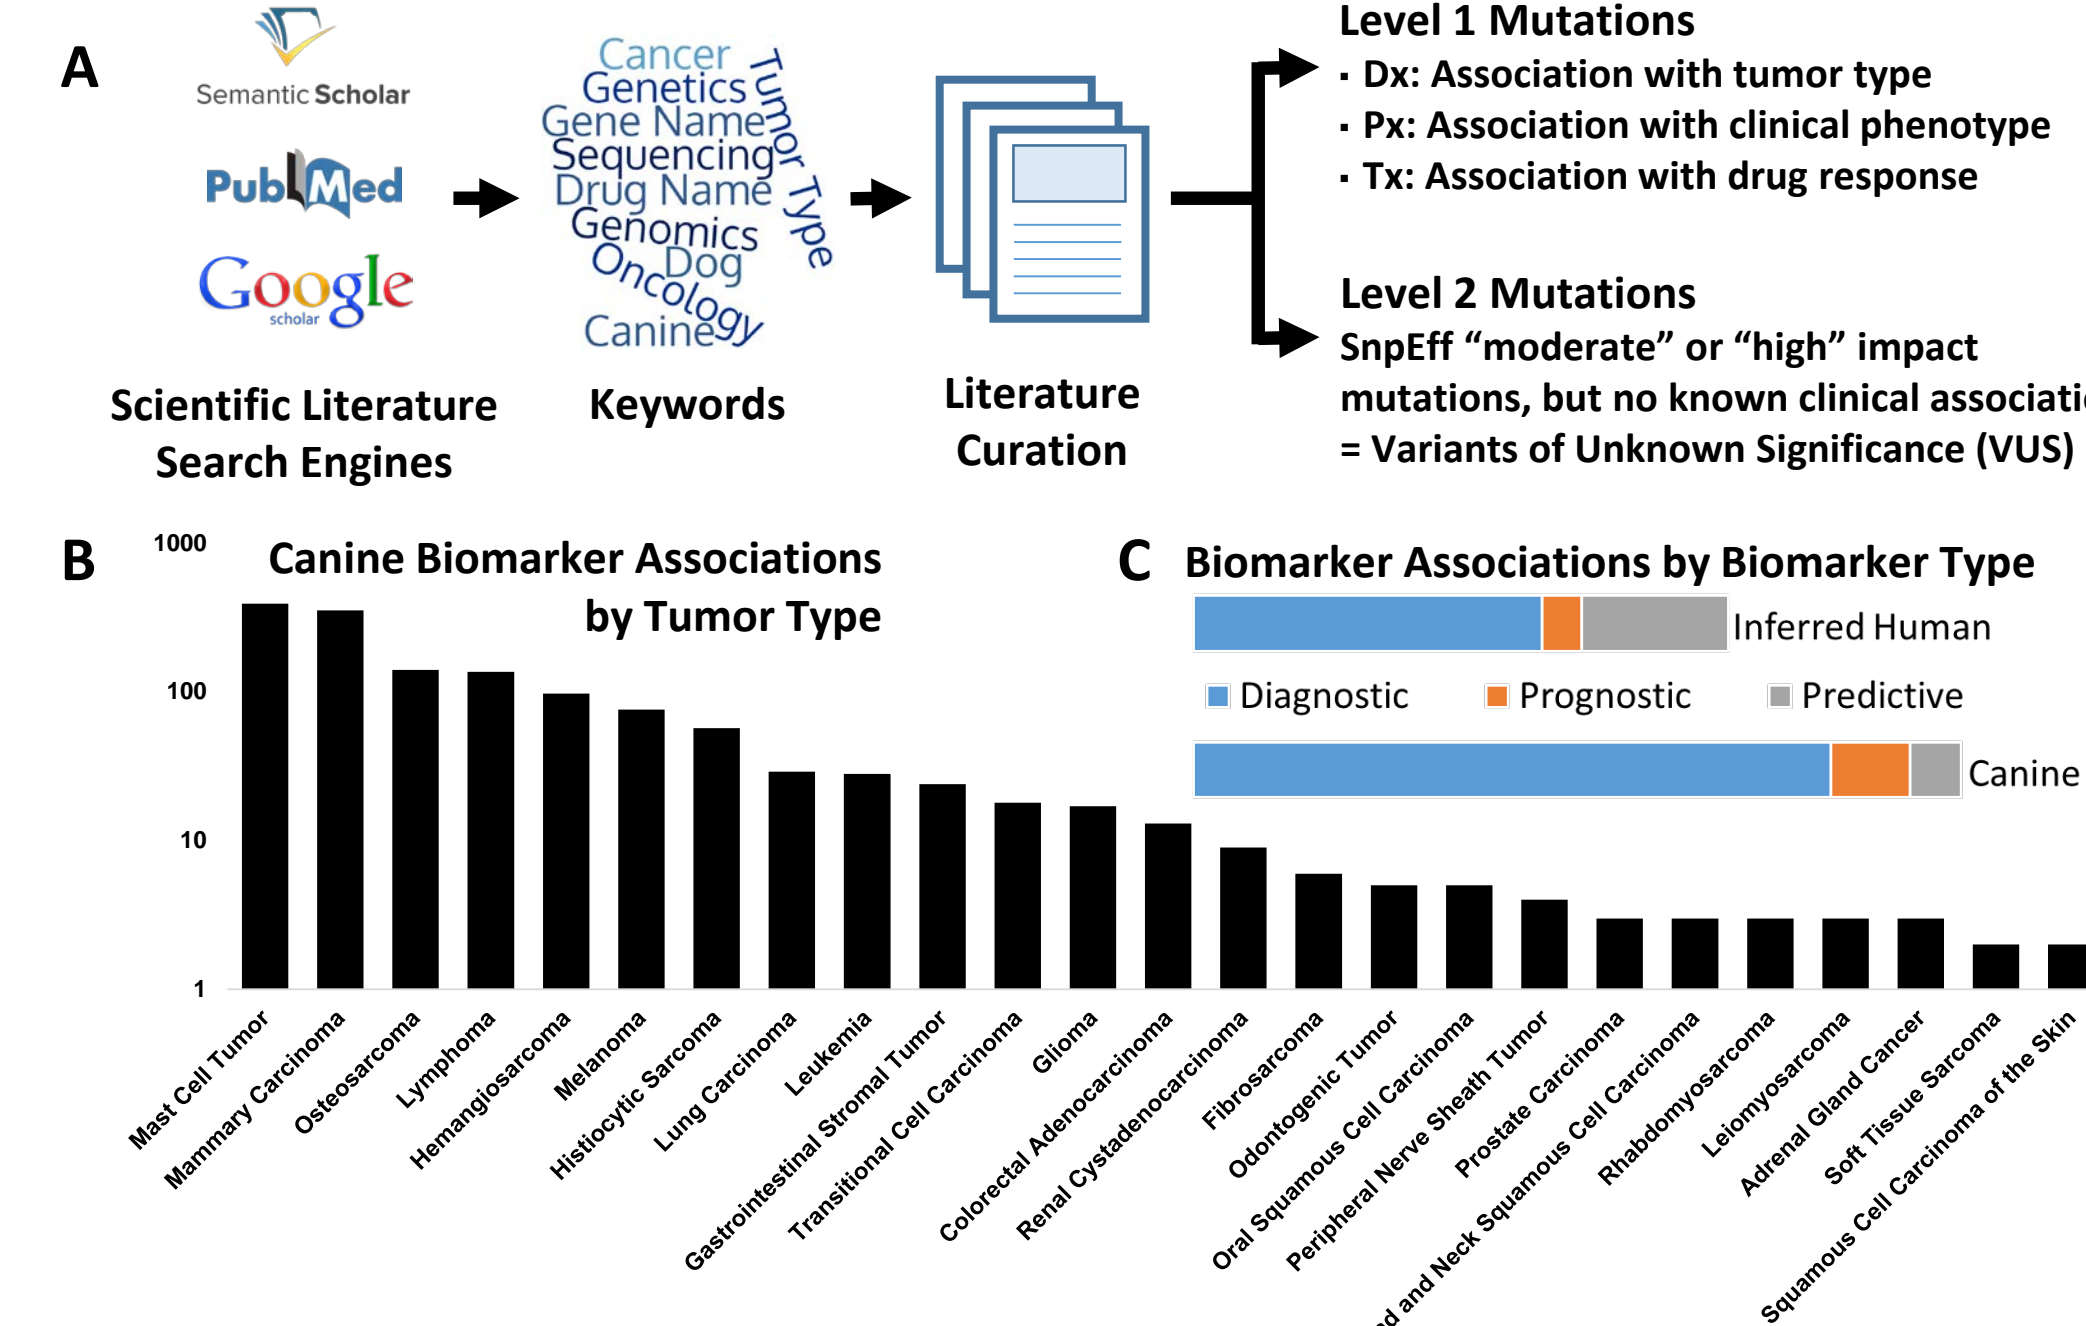 A
Semantic Scholar
PubMed
Google
scholar
Scientific Literature
Search Engines
Cancer
Genetics
Gene Name
Sequencing
Drug Name
Genomics
Dog
Oncology
Canine
Tumor Type
Keywords
Literature
Curation
Level 1 Mutations
▪ Dx: Association with tumor type
▪ Px: Association with clinical phenotype
▪ Tx: Association with drug response
Level 2 Mutations
SnpEff “moderate” or “high” impact
mutations, but no known clinical
= Variants of Unknown Significance (VUS)
B
Canine Biomarker Associations
by Tumor Type
1000
100
10
1
Mast Cell Tumor
Mammary Carcinoma
Osteosarcoma
Lymphoma
Hemangiosarcoma
Melanoma
Histiocytic Sarcoma
Lung Carcinoma
Leukemia
Gastrointestinal Stromal Tumor
Transitional Cell Carcinoma
Glioma
Colorectal Adenocarcinoma
Renal Cystadenocarcinoma
Fibrosarcoma
Odontogenic Tumor
Oral Squamous Cell Carcinoma
Peripheral Nerve Sheath Tumor
Prostate Carcinoma
and Neck Squamous Cell Carcinoma
Rhabdomyosarcoma
Leiomyosarcoma
Adrenal Gland Cancer
Soft Tissue Sarcoma
Squamous Cell Carcinoma of the Skin
C
Biomarker Associations by Biomarker Type
Inferred Human
Diagnostic
Prognostic
Predictive
Canine